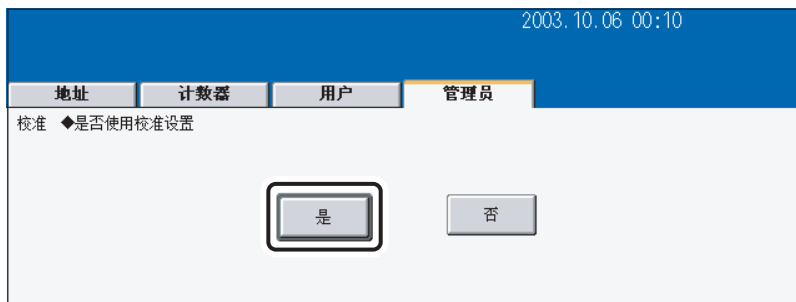 2003.10.06 00:10
地址 计数器 用户 管理员
校准 ◆是否使用校准设置
是 否